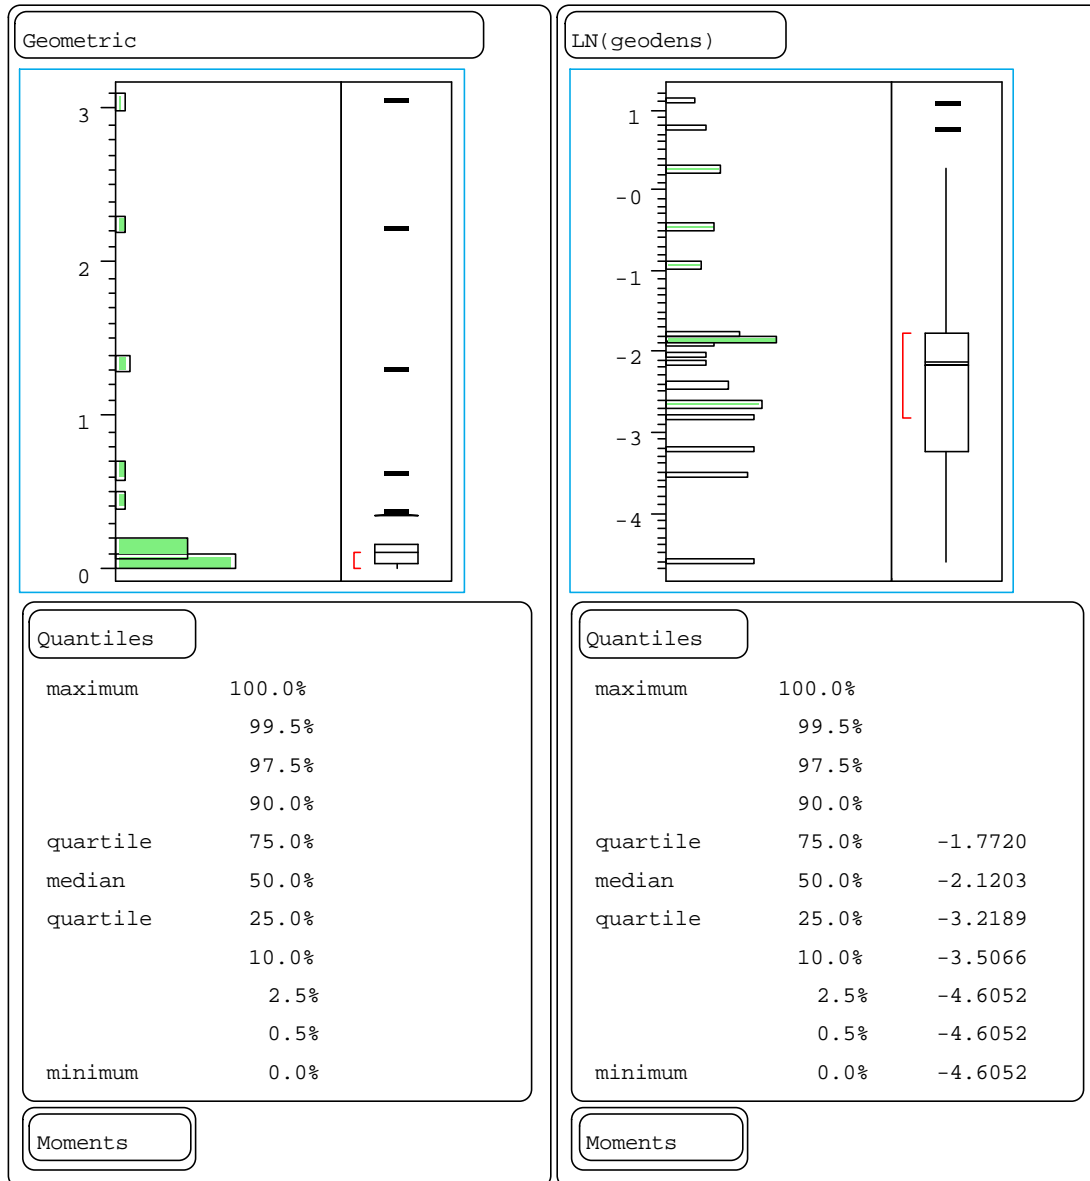 Geometric
3
2
1
0
Quantiles
maximum 100.0%
99.5%
97.5%
90.0%
quartile 75.0%
median 50.0%
quartile 25.0%
10.0%
2.5%
0.5%
minimum 0.0%
Moments
LN(geodens)
1
-0
-1
-2
-3
-4
Quantiles
maximum 100.0%
99.5%
97.5%
90.0%
quartile 75.0% -1.7720
median 50.0% -2.1203
quartile 25.0% -3.2189
10.0% -3.5066
2.5% -4.6052
0.5% -4.6052
minimum 0.0% -4.6052
Moments